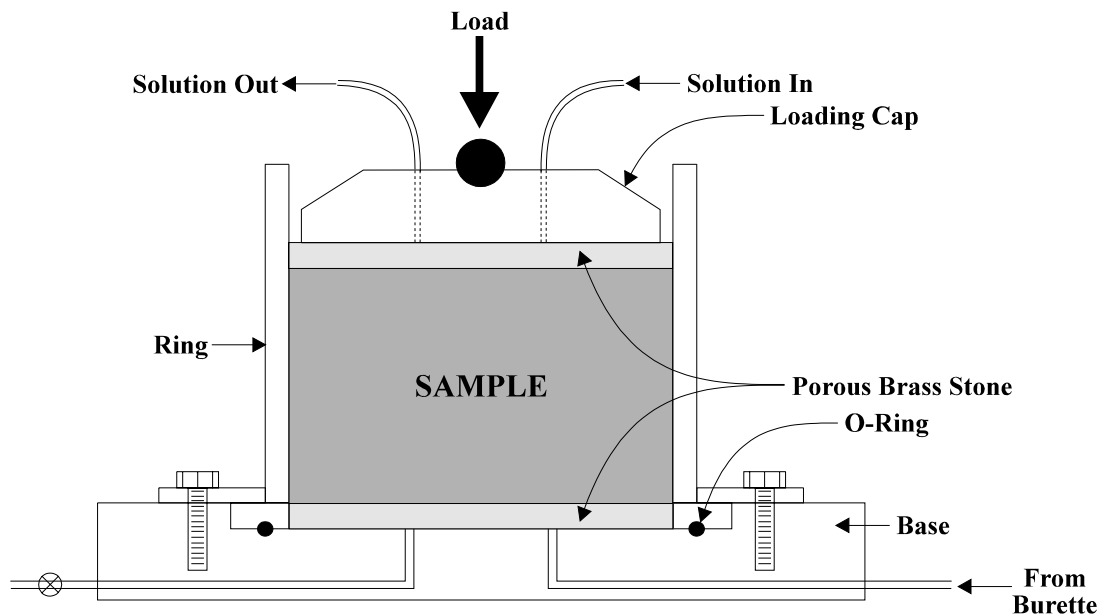 Load
Solution Out
Solution In
Loading Cap
Ring
SAMPLE
Porous Brass Stone
O-Ring
Base
From
Burette